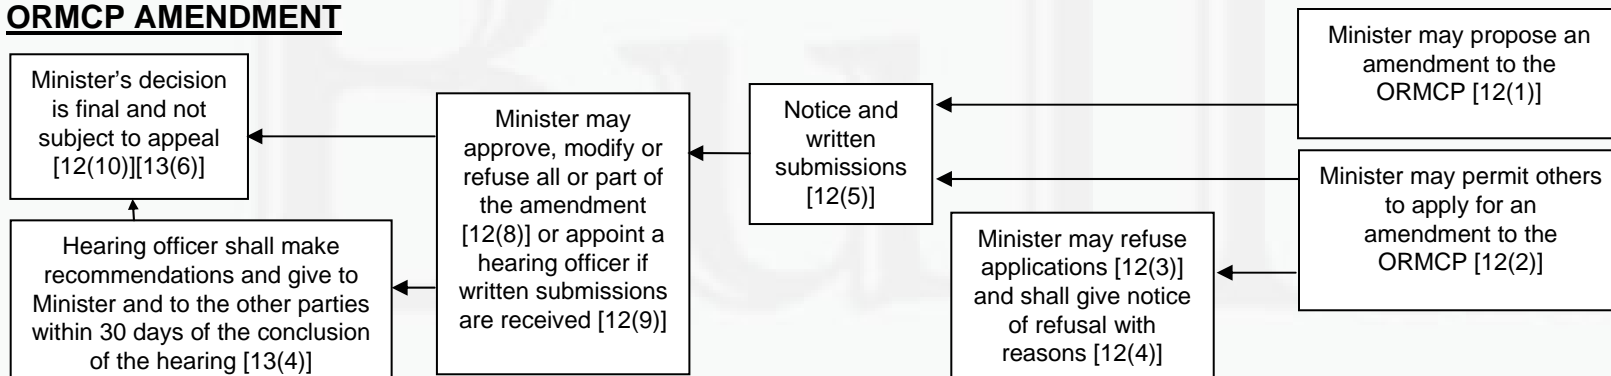 ORMCP AMENDMENT
Minister may propose an
amendment to the
ORMCP [12(1)]
Minister may permit others
to apply for an
amendment to the
ORMCP [12(2)]
Minister may refuse
applications [12(3)]
and shall give notice
of refusal with
reasons [12(4)]
Notice and
written
submissions
[12(5)]
Minister may
approve, modify or
refuse all or part of
the amendment
[12(8)] or appoint a
hearing officer if
written submissions
are received [12(9)]
Hearing officer shall make
recommendations and give to
Minister and to the other parties
within 30 days of the conclusion
of the hearing [13(4)]
Minister’s decision
is final and not
subject to appeal
[12(10)][13(6)]